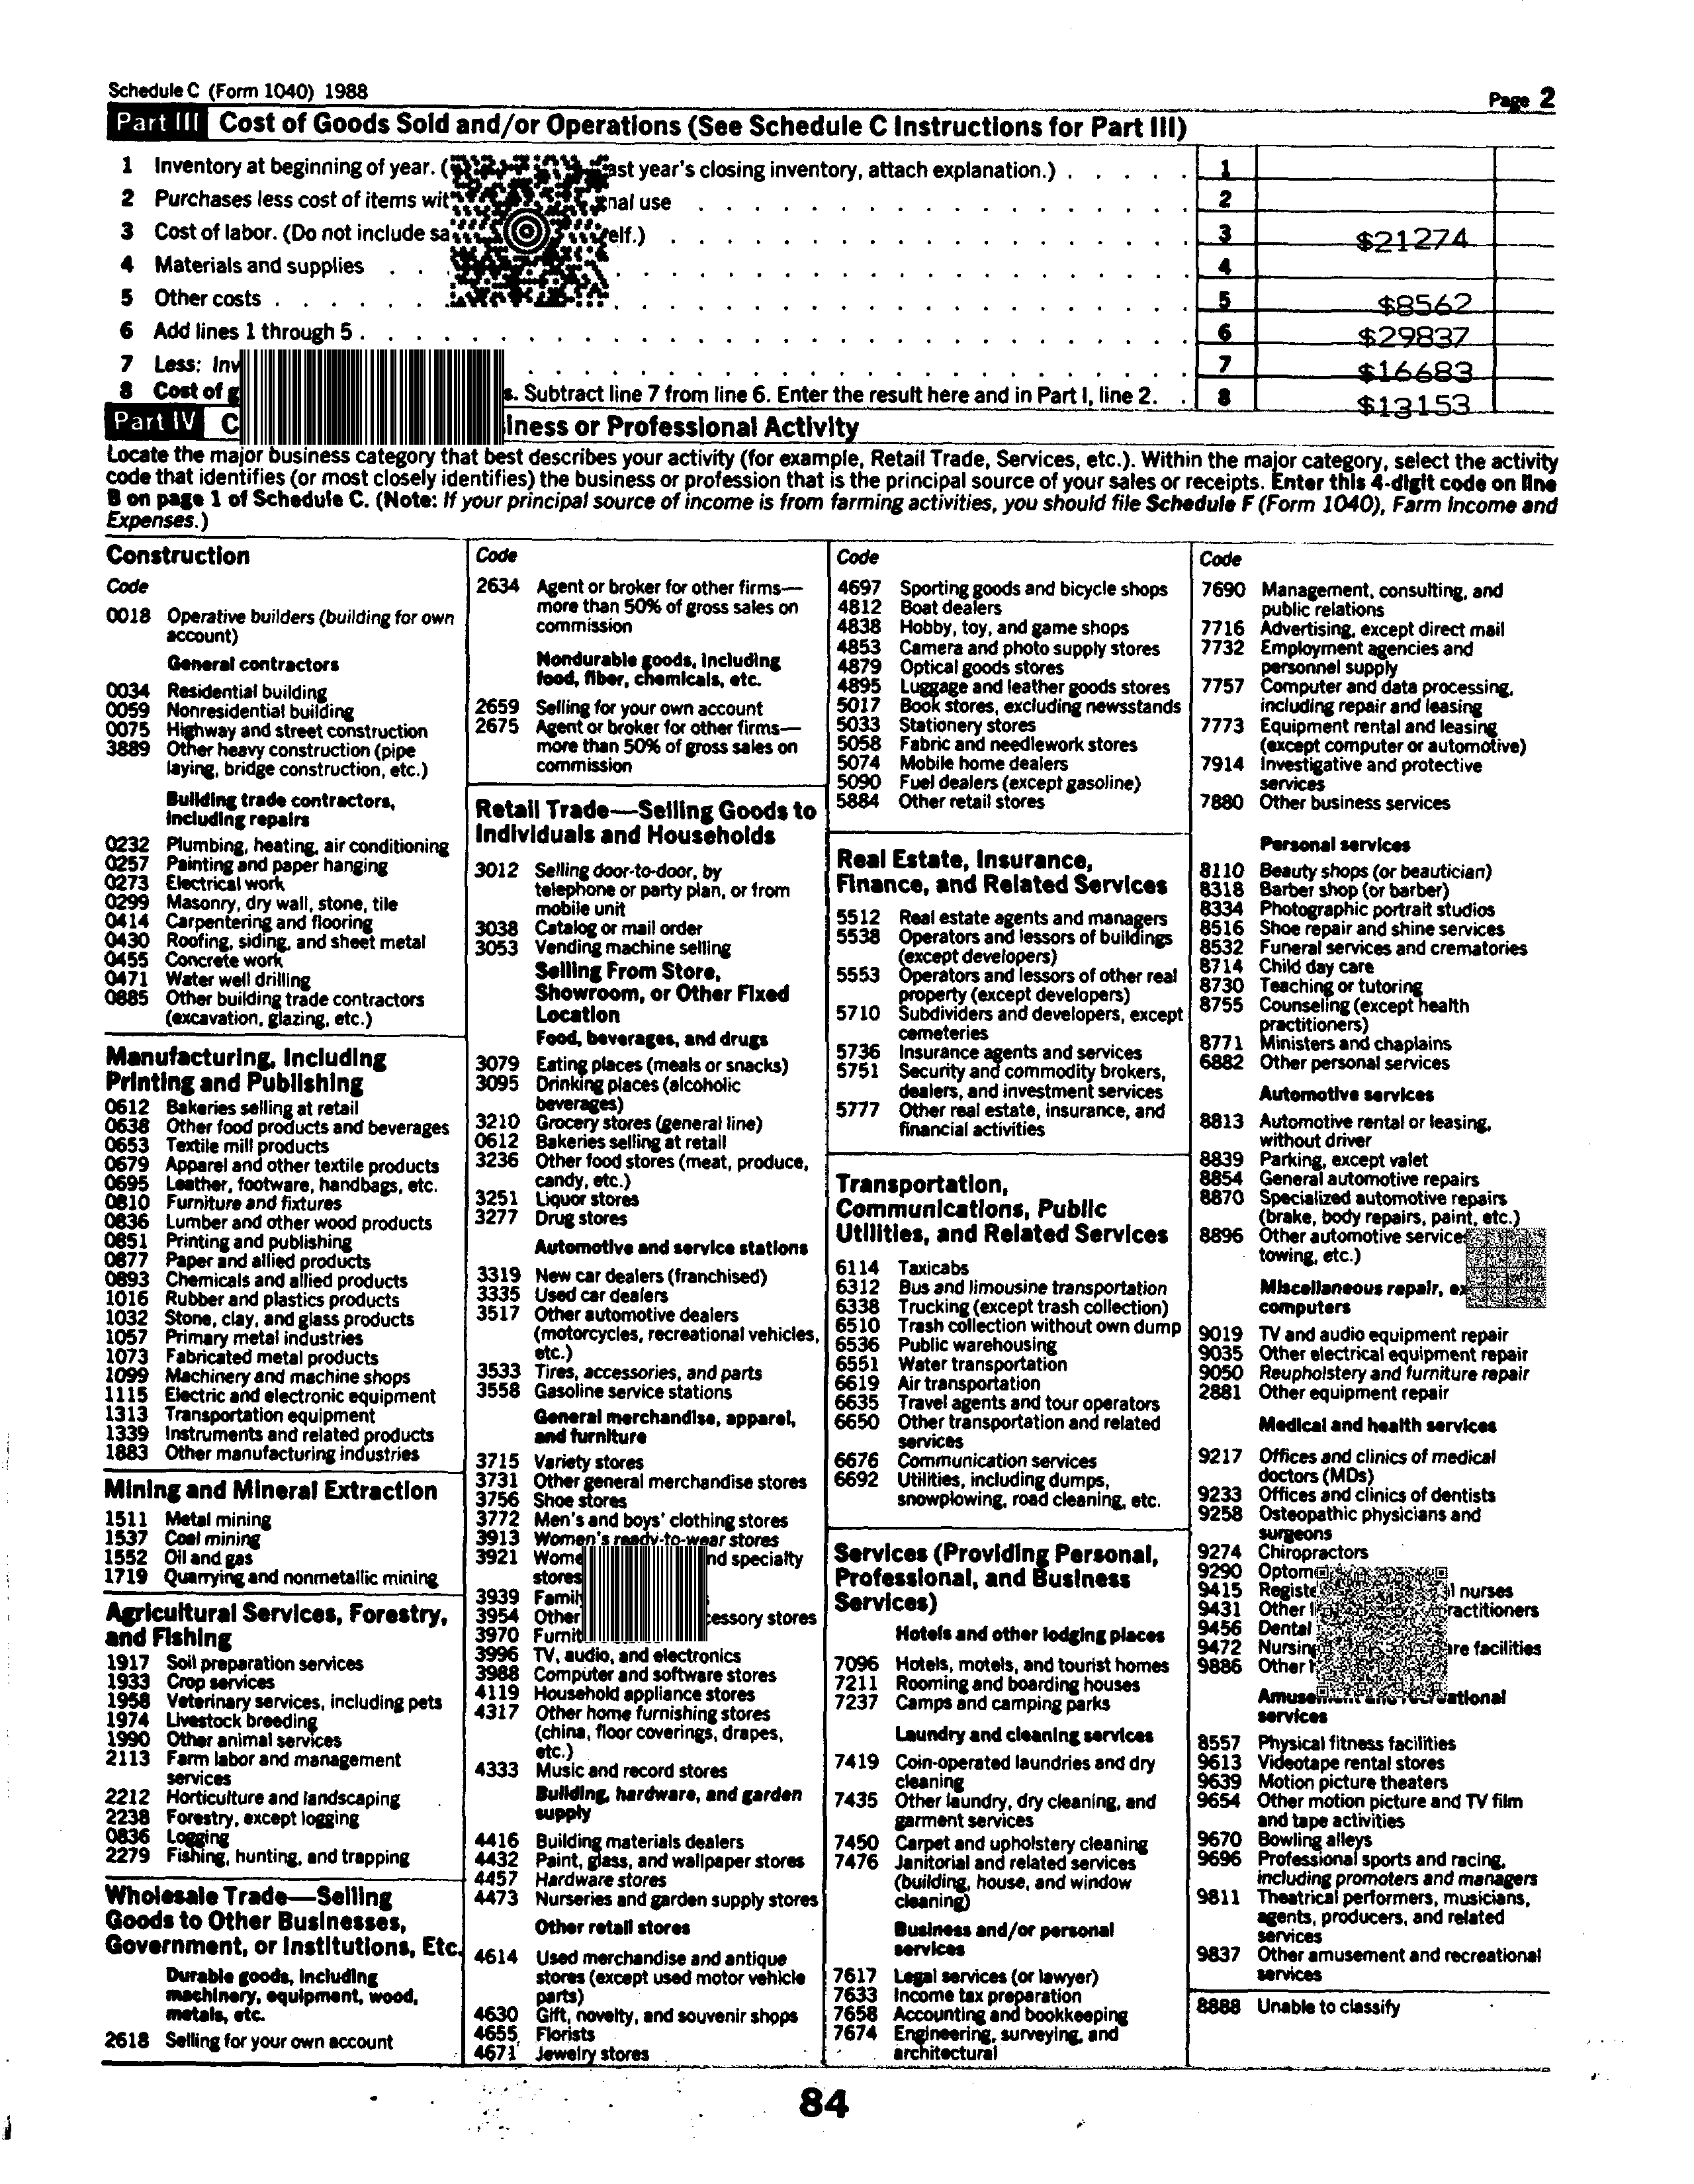 Schedule C (Form 1040) 1988
Page 2
Part III Cost of Goods Sold and/or Operations (See Schedule C Instructions for Part III)
1 Inventory at beginning of year. ( ast year's closing inventory, attach explanation.) . . . . . 1
2 Purchases less cost of items wit nal use . . . . . . . . . . . . . . . . 2
3 Cost of labor. (Do not include sa elf.) . . . . . . . . . . . . . . . . . 3 $21274
4 Materials and supplies . . . . . . . . . . . . . . . . . . . . 4
5 Other costs . . . . . . . . . . . . . . . . . . . . . . . . 5 $8562
6 Add lines 1 through 5 . . . . . . . . . . . . . . . . . . . . . 6 $29837
7 Less: Inv . . . . . . . . . . . . . . . . . . . . . 7 $16683
8 Cost of g s. Subtract line 7 from line 6. Enter the result here and in Part I, line 2. . . 8 $13153
Part IV C iness or Professional Activity
Locate the major business category that best describes your activity (for example, Retail Trade, Services, etc.). Within the major category, select the activity
code that identifies (or most closely identifies) the business or profession that is the principal source of your sales or receipts. Enter this 4-digit code on line
B on page 1 of Schedule C. (Note: If your principal source of income is from farming activities, you should file Schedule F (Form 1040), Farm Income and
Expenses.)
Construction
Code
0018 Operative builders (building for own
account)
General contractors
0034 Residential building
0059 Nonresidential building
0075 Highway and street construction
3889 Other heavy construction (pipe
laying, bridge construction, etc.)
Building trade contractors,
including repairs
0232 Plumbing, heating, air conditioning
0257 Painting and paper hanging
0273 Electrical work
0299 Masonry, dry wall, stone, tile
0414 Carpentering and flooring
0430 Roofing, siding, and sheet metal
0455 Concrete work
0471 Water well drilling
0885 Other building trade contractors
(excavation, glazing, etc.)
Manufacturing, Including
Printing and Publishing
0612 Bakeries selling at retail
0638 Other food products and beverages
0653 Textile mill products
0679 Apparel and other textile products
0695 Leather, footware, handbags, etc.
0810 Furniture and fixtures
0836 Lumber and other wood products
0851 Printing and publishing
0877 Paper and allied products
0893 Chemicals and allied products
1016 Rubber and plastics products
1032 Stone, clay, and glass products
1057 Primary metal industries
1073 Fabricated metal products
1099 Machinery and machine shops
1115 Electric and electronic equipment
1313 Transportation equipment
1339 Instruments and related products
1883 Other manufacturing industries
Mining and Mineral Extraction
1511 Metal mining
1537 Coal mining
1552 Oil and gas
1719 Quarrying and nonmetallic mining
Agricultural Services, Forestry,
and Fishing
1917 Soil preparation services
1933 Crop services
1958 Veterinary services, including pets
1974 Livestock breeding
1990 Other animal services
2113 Farm labor and management
services
2212 Horticulture and landscaping
2238 Forestry, except logging
0836 Logging
2279 Fishing, hunting, and trapping
Wholesale Trade—Selling
Goods to Other Businesses,
Government, or Institutions, Etc.
Durable goods, including
machinery, equipment, wood,
metals, etc.
2618 Selling for your own account
Code
2634 Agent or broker for other firms—
more than 50% of gross sales on
commission
Nondurable goods, including
food, fiber, chemicals, etc.
2659 Selling for your own account
2675 Agent or broker for other firms—
more than 50% of gross sales on
commission
Retail Trade—Selling Goods to
Individuals and Households
3012 Selling door-to-door, by
telephone or party plan, or from
mobile unit
3038 Catalog or mail order
3053 Vending machine selling
Selling From Store,
Showroom, or Other Fixed
Location
Food, beverages, and drugs
3079 Eating places (meals or snacks)
3095 Drinking places (alcoholic
beverages)
3210 Grocery stores (general line)
0612 Bakeries selling at retail
3236 Other food stores (meat, produce,
candy, etc.)
3251 Liquor stores
3277 Drug stores
Automotive and service stations
3319 New car dealers (franchised)
3335 Used car dealers
3517 Other automotive dealers
(motorcycles, recreational vehicles,
etc.)
3533 Tires, accessories, and parts
3558 Gasoline service stations
General merchandise, apparel,
and furniture
3715 Variety stores
3731 Other general merchandise stores
3756 Shoe stores
3772 Men's and boys' clothing stores
3913 Women's ready-to-wear stores
3921 Wome nd specialty
stores
3939 Famil
3954 Other cessory stores
3970 Furnit
3996 TV, audio, and electronics
3988 Computer and software stores
4119 Household appliance stores
4317 Other home furnishing stores
(china, floor coverings, drapes,
etc.)
4333 Music and record stores
Building, hardware, and garden
supply
4416 Building materials dealers
4432 Paint, glass, and wallpaper stores
4457 Hardware stores
4473 Nurseries and garden supply stores
Other retail stores
4614 Used merchandise and antique
stores (except used motor vehicle
parts)
4630 Gift, novelty, and souvenir shops
4655 Florists
4671 Jewelry stores
Code
4697 Sporting goods and bicycle shops
4812 Boat dealers
4838 Hobby, toy, and game shops
4853 Camera and photo supply stores
4879 Optical goods stores
4895 Luggage and leather goods stores
5017 Book stores, excluding newsstands
5033 Stationery stores
5058 Fabric and needlework stores
5074 Mobile home dealers
5090 Fuel dealers (except gasoline)
5884 Other retail stores
Real Estate, Insurance,
Finance, and Related Services
5512 Real estate agents and managers
5538 Operators and lessors of buildings
(except developers)
5553 Operators and lessors of other real
property (except developers)
5710 Subdividers and developers, except
cemeteries
5736 Insurance agents and services
5751 Security and commodity brokers,
dealers, and investment services
5777 Other real estate, insurance, and
financial activities
Transportation,
Communications, Public
Utilities, and Related Services
6114 Taxicabs
6312 Bus and limousine transportation
6338 Trucking (except trash collection)
6510 Trash collection without own dump
6536 Public warehousing
6551 Water transportation
6619 Air transportation
6635 Travel agents and tour operators
6650 Other transportation and related
services
6676 Communication services
6692 Utilities, including dumps,
snowplowing, road cleaning, etc.
Services (Providing Personal,
Professional, and Business
Services)
Hotels and other lodging places
7096 Hotels, motels, and tourist homes
7211 Rooming and boarding houses
7237 Camps and camping parks
Laundry and cleaning services
7419 Coin-operated laundries and dry
cleaning
7435 Other laundry, dry cleaning, and
garment services
7450 Carpet and upholstery cleaning
7476 Janitorial and related services
(building, house, and window
cleaning)
Business and/or personal
services
7617 Legal services (or lawyer)
7633 Income tax preparation
7658 Accounting and bookkeeping
7674 Engineering, surveying, and
architectural
Code
7690 Management, consulting, and
public relations
7716 Advertising, except direct mail
7732 Employment agencies and
personnel supply
7757 Computer and data processing,
including repair and leasing
7773 Equipment rental and leasing
(except computer or automotive)
7914 Investigative and protective
services
7880 Other business services
Personal services
8110 Beauty shops (or beautician)
8318 Barber shop (or barber)
8334 Photographic portrait studios
8516 Shoe repair and shine services
8532 Funeral services and crematories
8714 Child day care
8730 Teaching or tutoring
8755 Counseling (except health
practitioners)
8771 Ministers and chaplains
6882 Other personal services
Automotive services
8813 Automotive rental or leasing,
without driver
8839 Parking, except valet
8854 General automotive repairs
8870 Specialized automotive repairs
(brake, body repairs, paint, etc.)
8896 Other automotive service
towing, etc.)
Miscellaneous repair, ex
computers
9019 TV and audio equipment repair
9035 Other electrical equipment repair
9050 Reupholstery and furniture repair
2881 Other equipment repair
Medical and health services
9217 Offices and clinics of medical
doctors (MDs)
9233 Offices and clinics of dentists
9258 Osteopathic physicians and
surgeons
9274 Chiropractors
9290 Optom
9415 Registe l nurses
9431 Other l ractitioners
9456 Dental
9472 Nursing re facilities
9886 Other h
Amusement and recreational
services
8557 Physical fitness facilities
9613 Videotape rental stores
9639 Motion picture theaters
9654 Other motion picture and TV film
and tape activities
9670 Bowling alleys
9696 Professional sports and racing,
including promoters and managers
9811 Theatrical performers, musicians,
agents, producers, and related
services
9837 Other amusement and recreational
services
8888 Unable to classify
84